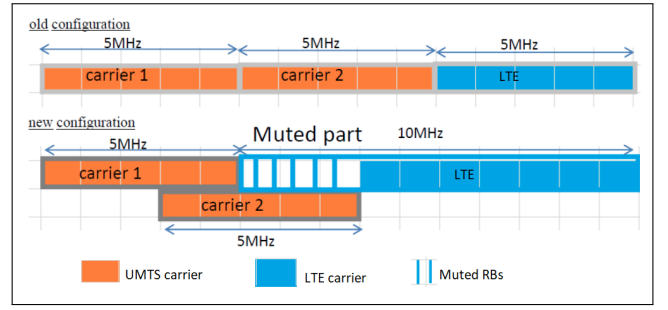 old configuration
5MHz 5MHz 5MHz
carrier 1 carrier 2 LTE
new configuration
5MHz Muted part 10MHz
carrier 1 LTE
carrier 2
5MHz
UMTS carrier LTE carrier Muted RBs